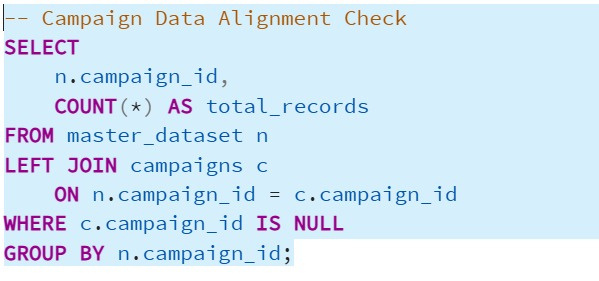 -- Campaign Data Alignment Check
SELECT
    n.campaign_id,
    COUNT(*) AS total_records
FROM master_dataset n
LEFT JOIN campaigns c
    ON n.campaign_id = c.campaign_id
WHERE c.campaign_id IS NULL
GROUP BY n.campaign_id;